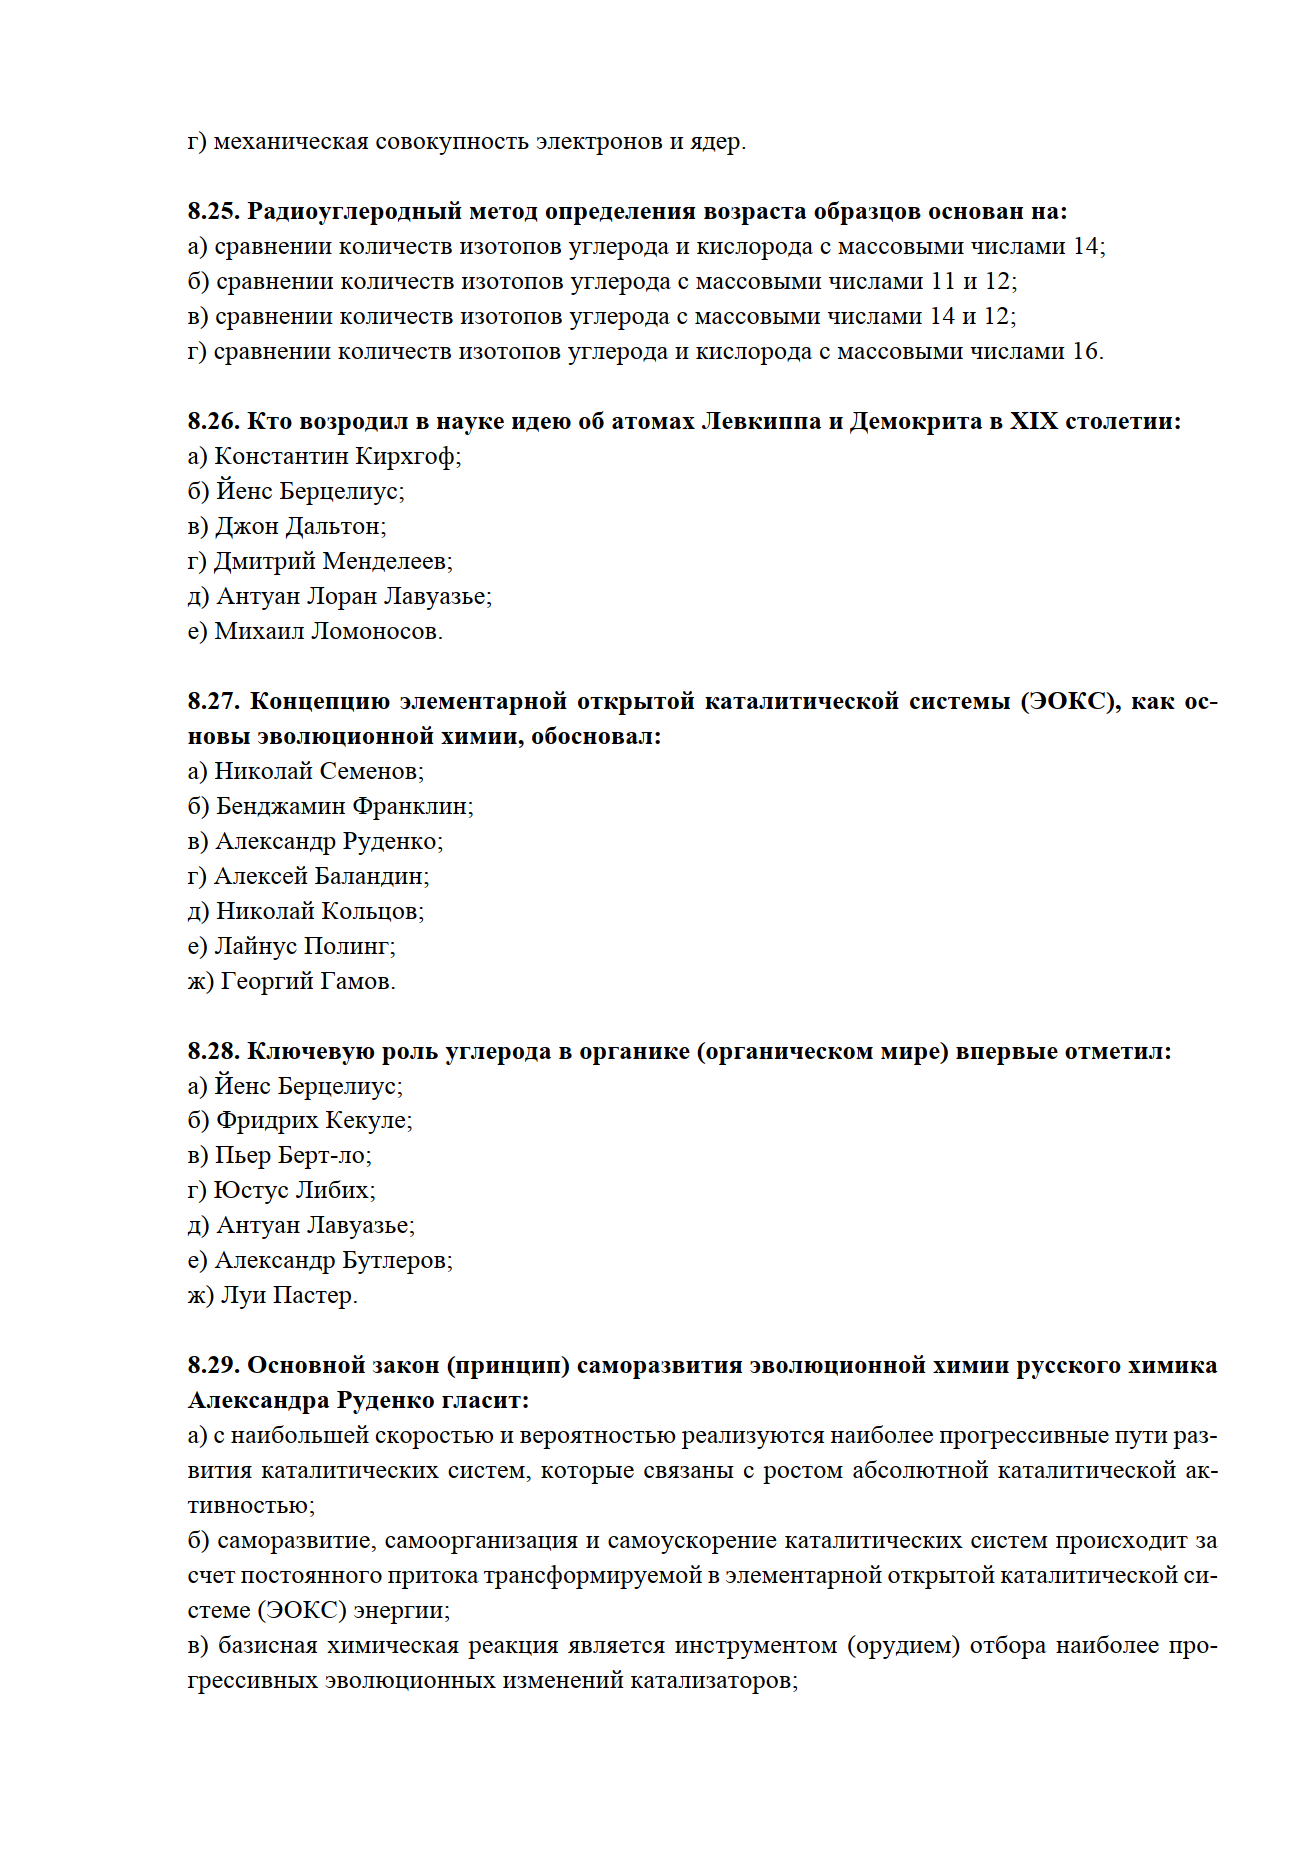 г) механическая совокупность электронов и ядер.
8.25. Радиоуглеродный метод определения возраста образцов основан на:
а) сравнении количеств изотопов углерода и кислорода с массовыми числами 14;
б) сравнении количеств изотопов углерода с массовыми числами 11 и 12;
в) сравнении количеств изотопов углерода с массовыми числами 14 и 12;
г) сравнении количеств изотопов углерода и кислорода с массовыми числами 16.
8.26. Кто возродил в науке идею об атомах Левкиппа и Демокрита в XIX столетии:
а) Константин Кирхгоф;
б) Йенс Берцелиус;
в) Джон Дальтон;
г) Дмитрий Менделеев;
д) Антуан Лоран Лавуазье;
е) Михаил Ломоносов.
8.27. Концепцию элементарной открытой каталитической системы (ЭОКС), как ос-
новы эволюционной химии, обосновал:
а) Николай Семенов;
б) Бенджамин Франклин;
в) Александр Руденко;
г) Алексей Баландин;
д) Николай Кольцов;
е) Лайнус Полинг;
ж) Георгий Гамов.
8.28. Ключевую роль углерода в органике (органическом мире) впервые отметил:
а) Йенс Берцелиус;
б) Фридрих Кекуле;
в) Пьер Берт-ло;
г) Юстус Либих;
д) Антуан Лавуазье;
е) Александр Бутлеров;
ж) Луи Пастер.
8.29. Основной закон (принцип) саморазвития эволюционной химии русского химика
Александра Руденко гласит:
а) с наибольшей скоростью и вероятностью реализуются наиболее прогрессивные пути раз-
вития каталитических систем, которые связаны с ростом абсолютной каталитической ак-
тивностью;
б) саморазвитие, самоорганизация и самоускорение каталитических систем происходит за
счет постоянного притока трансформируемой в элементарной открытой каталитической си-
стеме (ЭОКС) энергии;
в) базисная химическая реакция является инструментом (орудием) отбора наиболее про-
грессивных эволюционных изменений катализаторов;